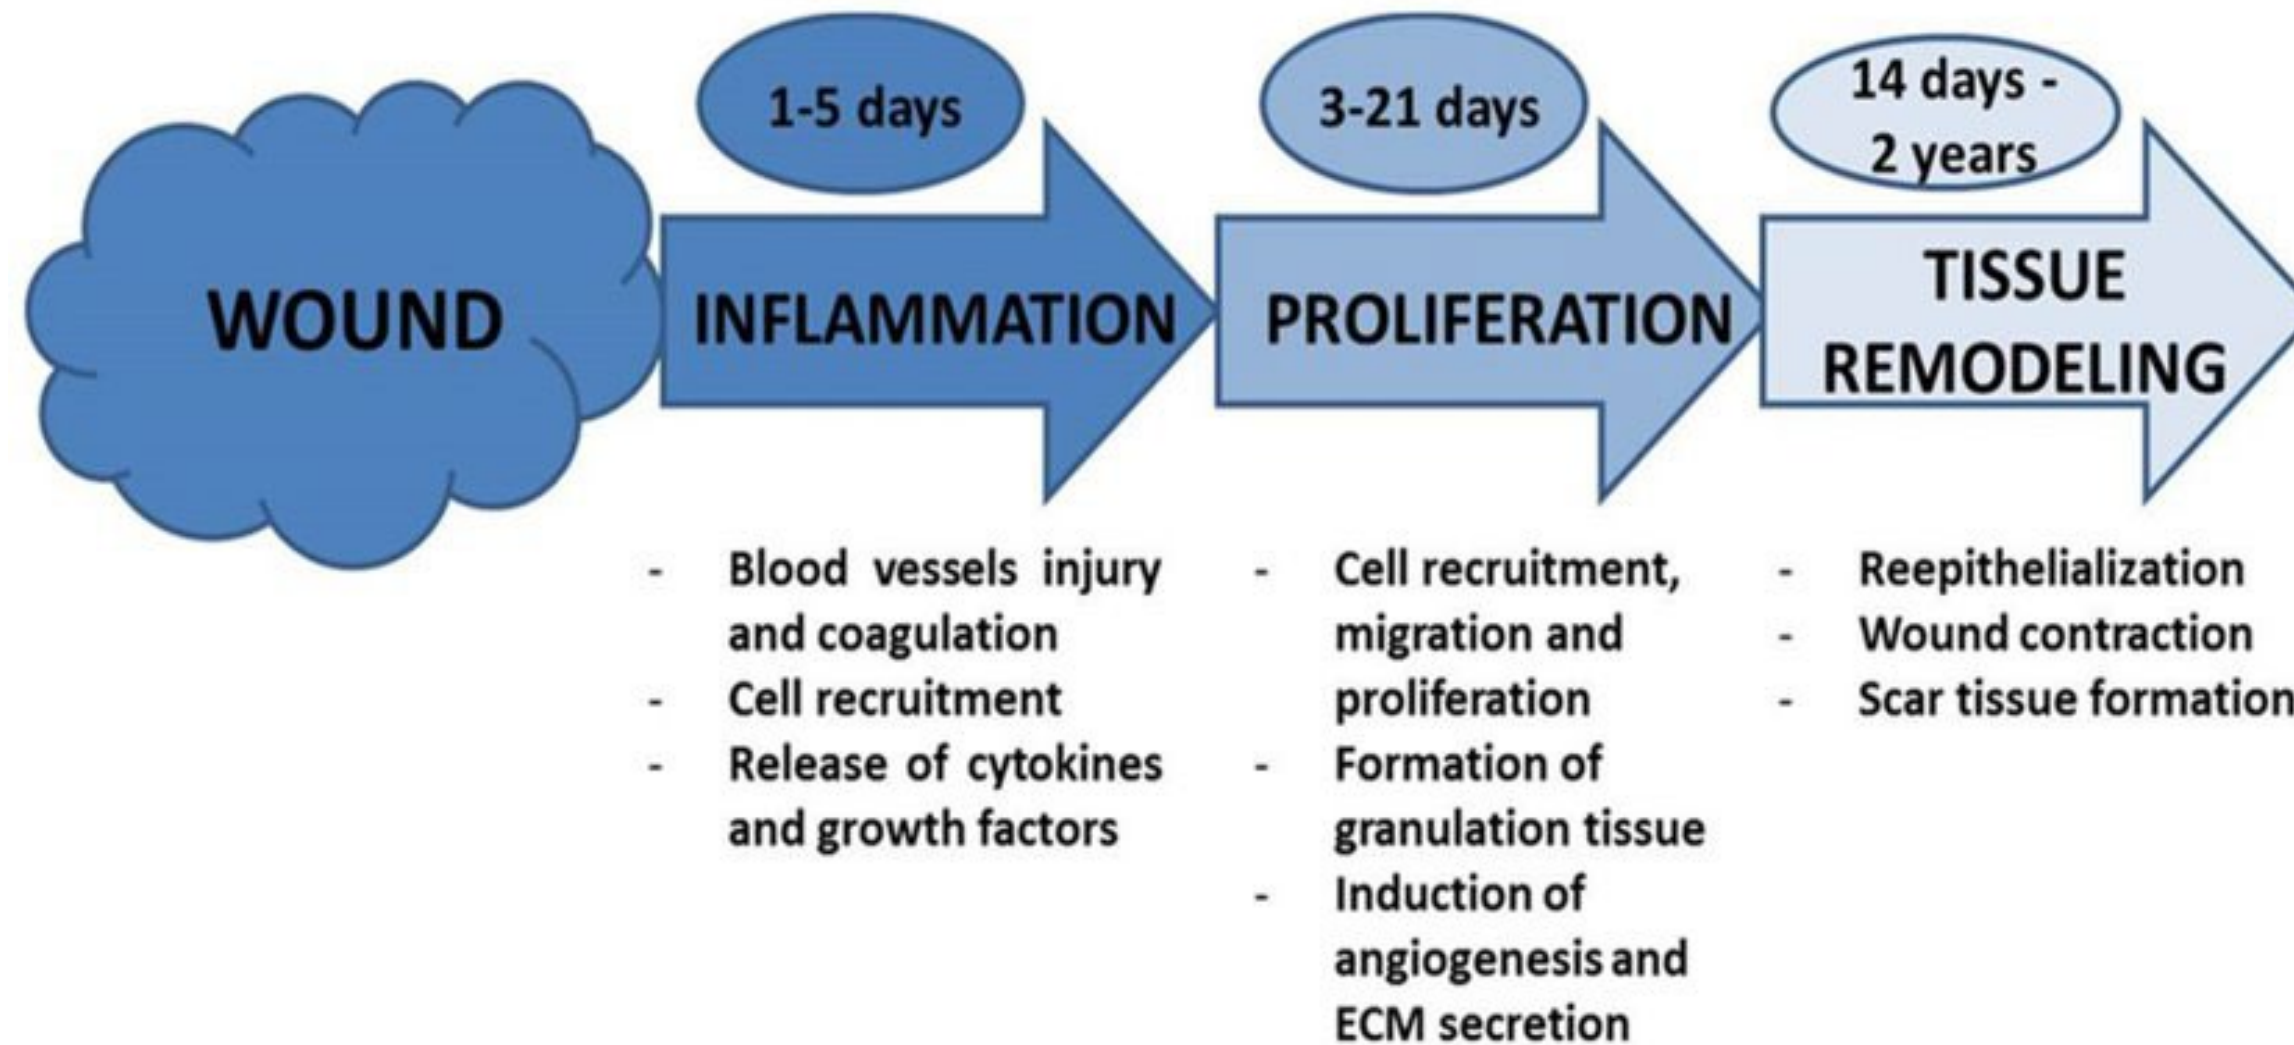 1-5 days
3-21 days
14 days -
2 years
WOUND
INFLAMMATION
PROLIFERATION
TISSUE
REMODELING
- Blood vessels injury
and coagulation
- Cell recruitment
- Release of cytokines
and growth factors
- Cell recruitment,
migration and
proliferation
- Formation of
granulation tissue
- Induction of
angiogenesis and
ECM secretion
- Reepithelialization
- Wound contraction
- Scar tissue formation